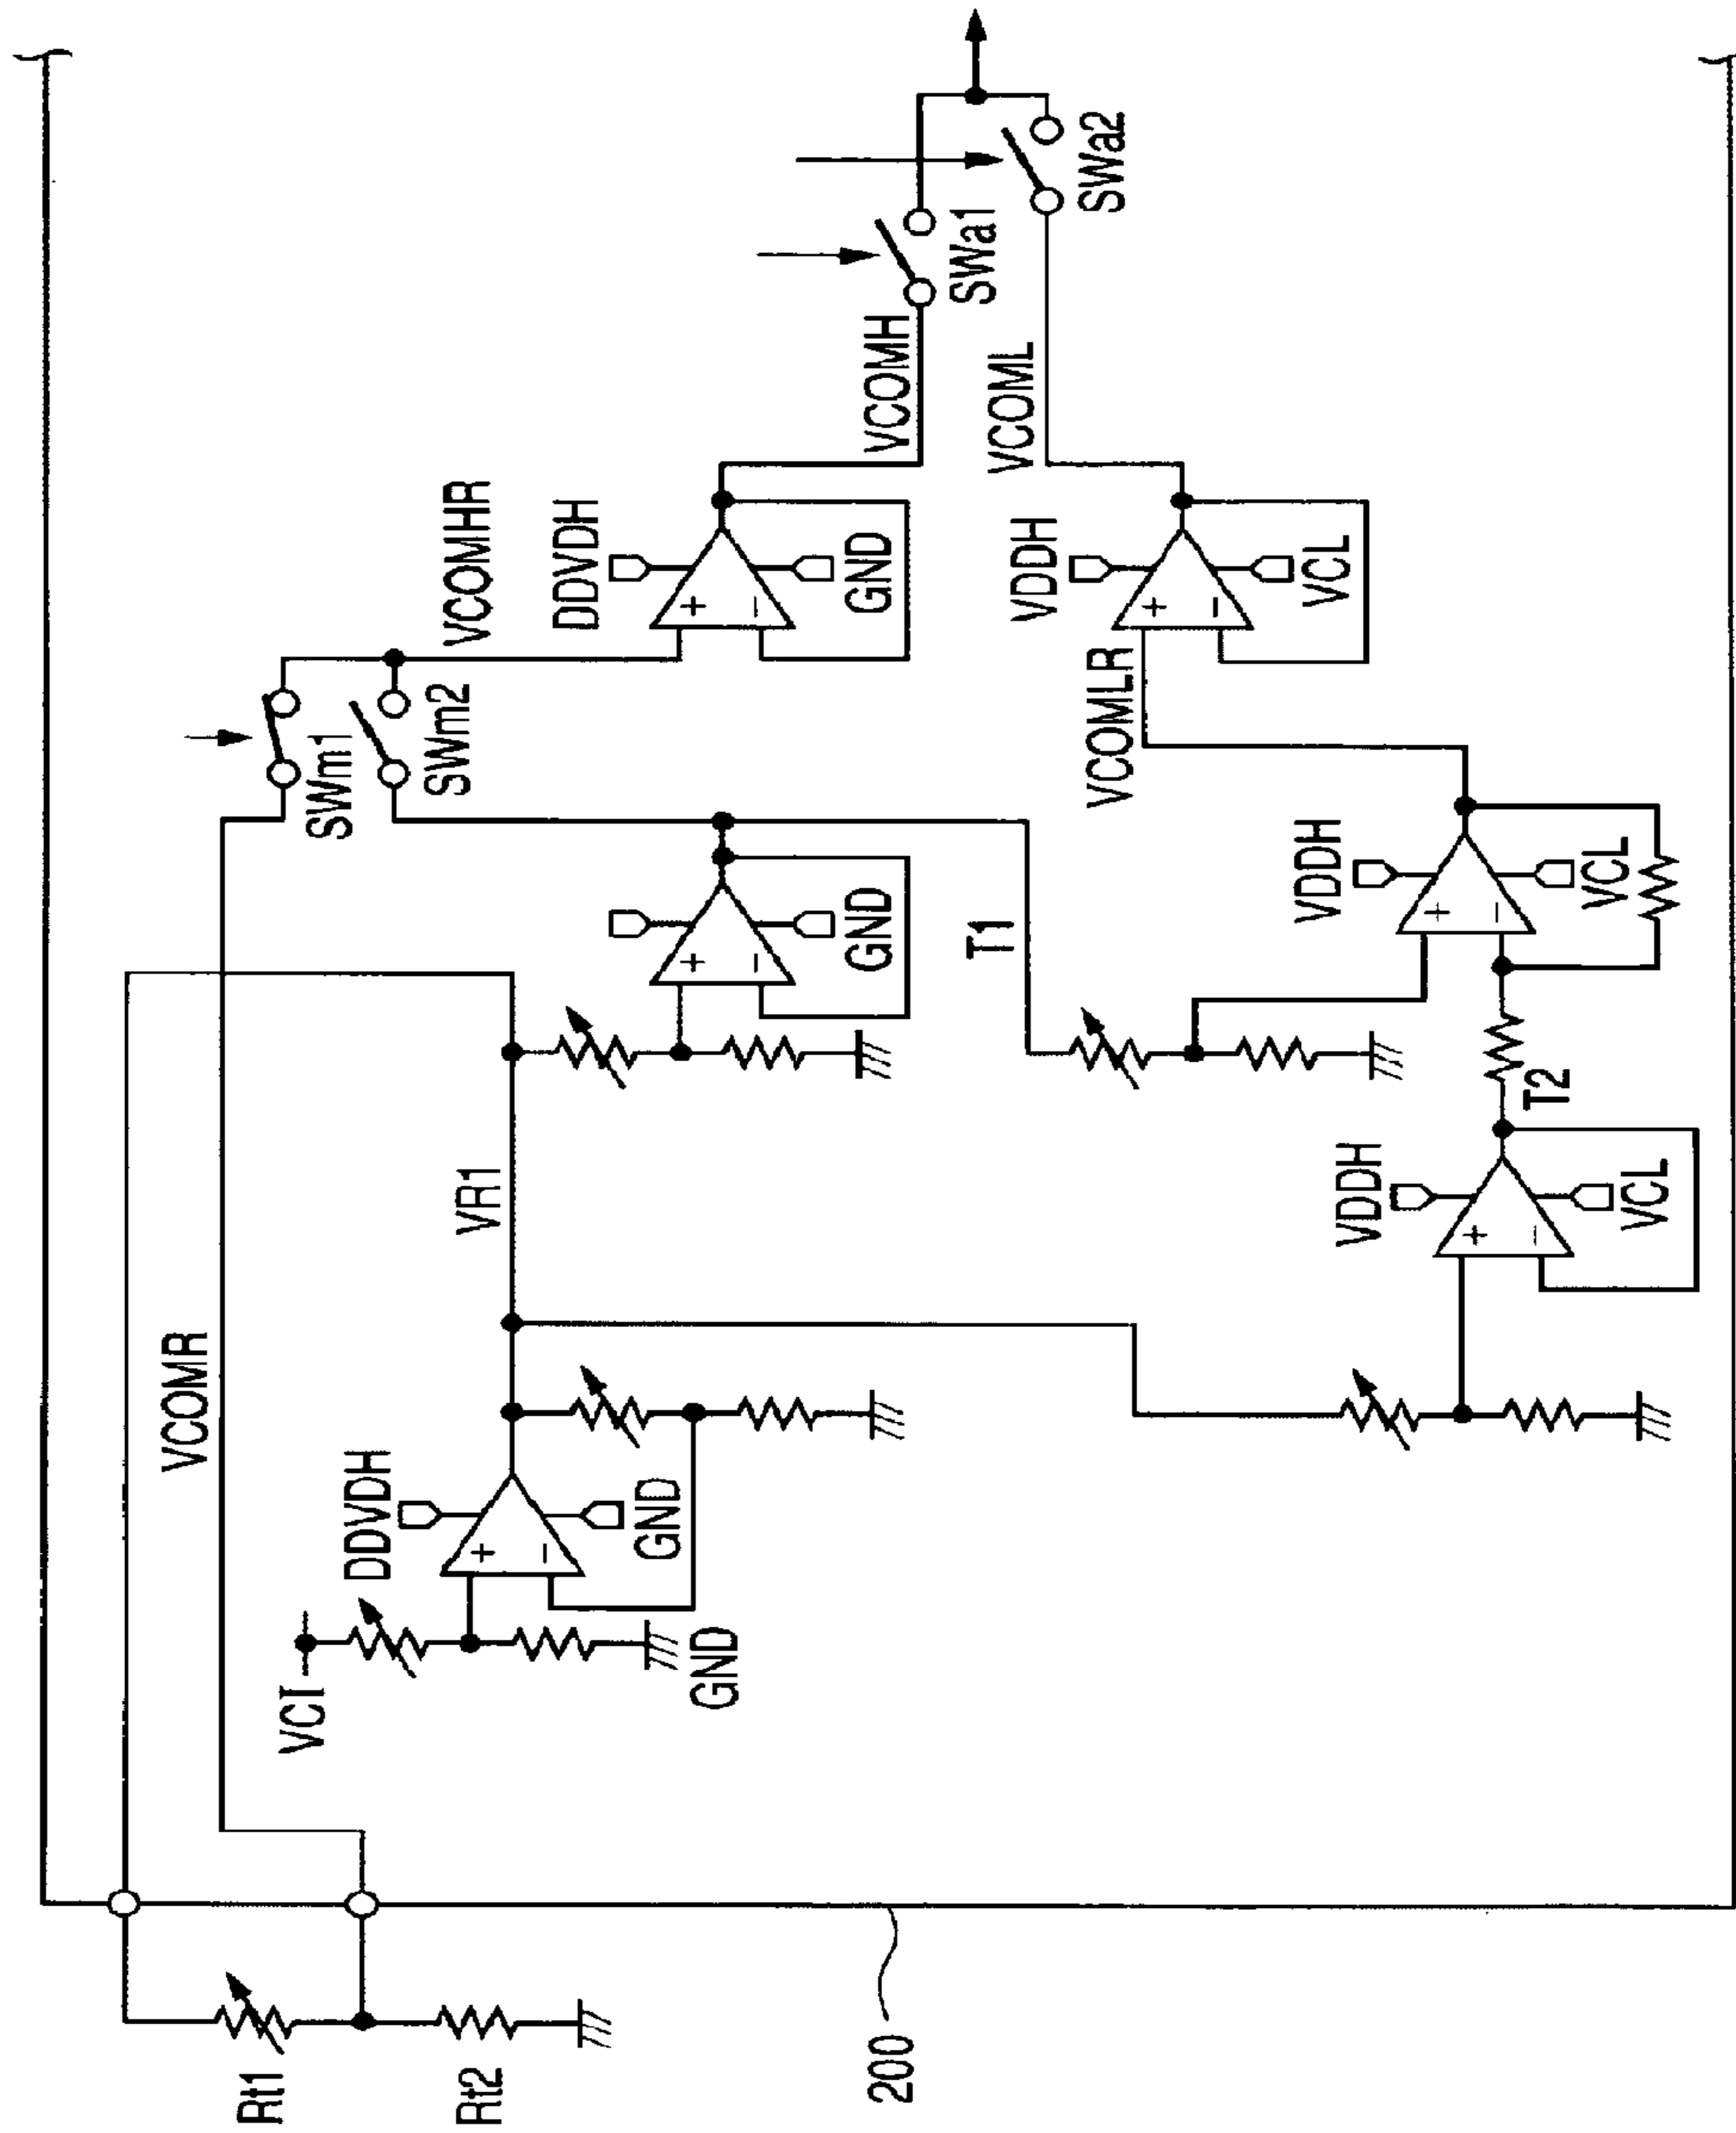 Rt1
Rt2
200
VCOMR
VCI
DDVDH
GND
GND
VR1
SWm1
SWm2
VCOMHR
GND
DDVDH
GND
VCOMH
SWa1
SWa2
VCOML
T1
VCOMLR
VDDH
VCL
VDDH
VCL
T2
VDDH
VCL
+
−
+
−
+
−
+
−
+
−
+
−